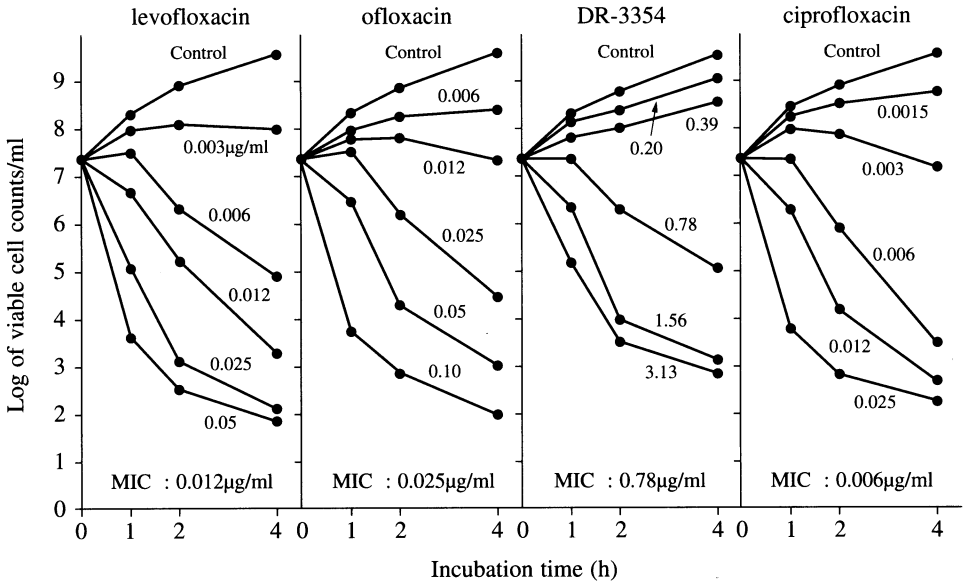 levofloxacin
ofloxacin
DR-3354
ciprofloxacin
Log of viable cell counts/ml
9
8
7
6
5
4
3
2
1
0
Control
0.003μg/ml
0.006
0.012
0.025
0.05
MIC : 0.012μg/ml
0 1 2 4
Control
0.006
0.012
0.025
0.05
0.10
MIC : 0.025μg/ml
0 1 2 4
Control
0.39
0.20
0.78
1.56
3.13
MIC : 0.78μg/ml
0 1 2 4
Control
0.0015
0.003
0.006
0.012
0.025
MIC : 0.006μg/ml
0 1 2 4
Incubation time (h)